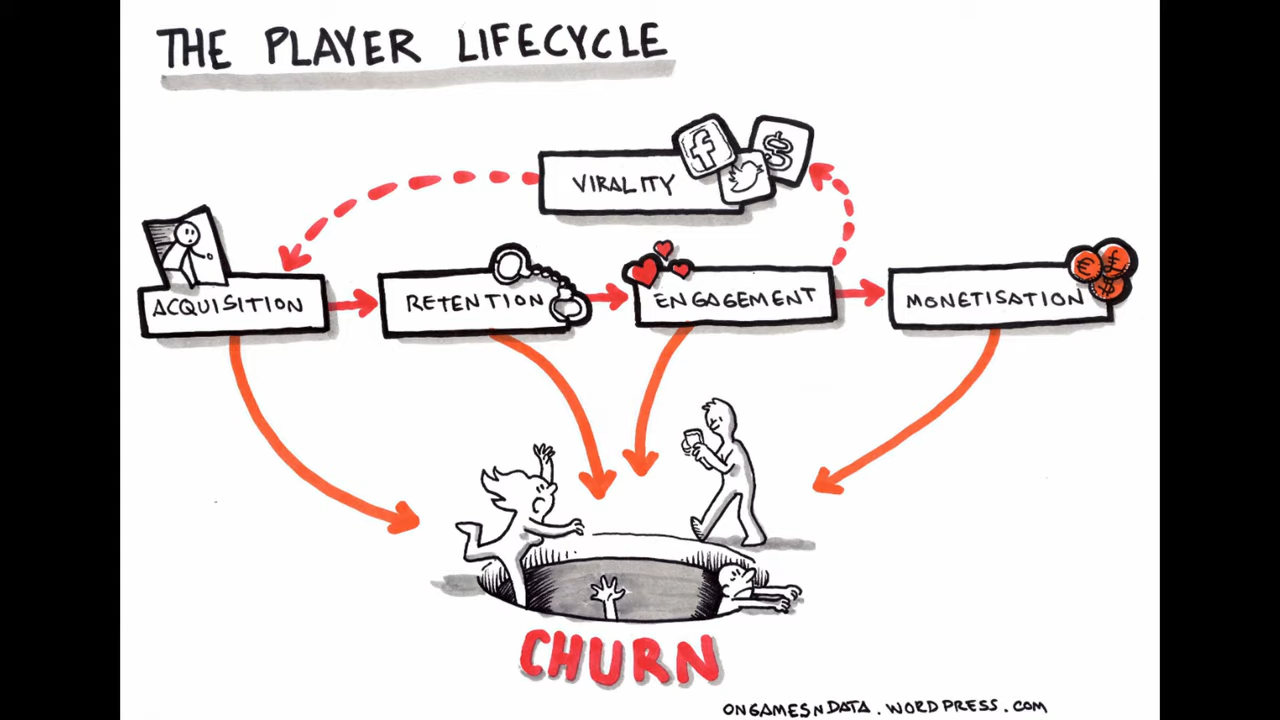 THE PLAYER LIFECYCLE
VIRALITY
f
$
ACQUISITION
RETENTION
ENGAGEMENT
MONETISATION
€
£
$
CHURN
ONGAMESNDATA.WORDPRESS.COM